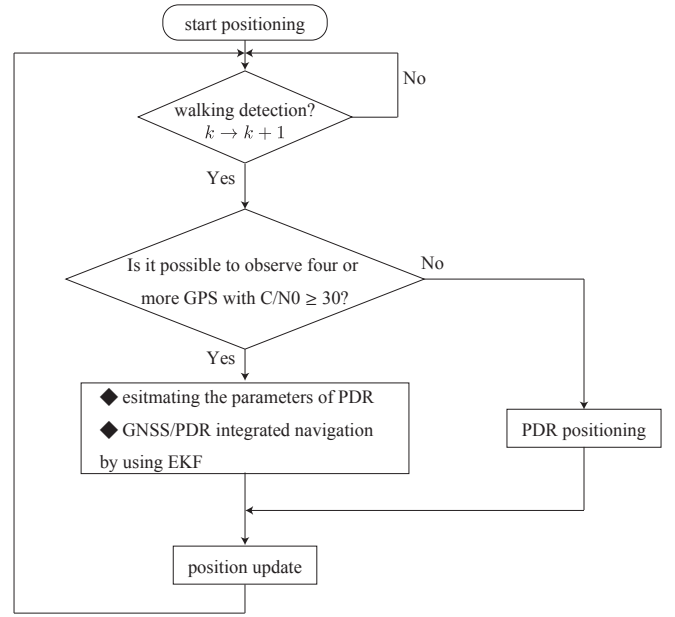 start positioning
No
walking detection?
k → k + 1
Yes
Is it possible to observe four or
more GPS with C/N0 ≥ 30?
No
Yes
◆ esitmating the parameters of PDR
◆ GNSS/PDR integrated navigation
by using EKF
PDR positioning
position update